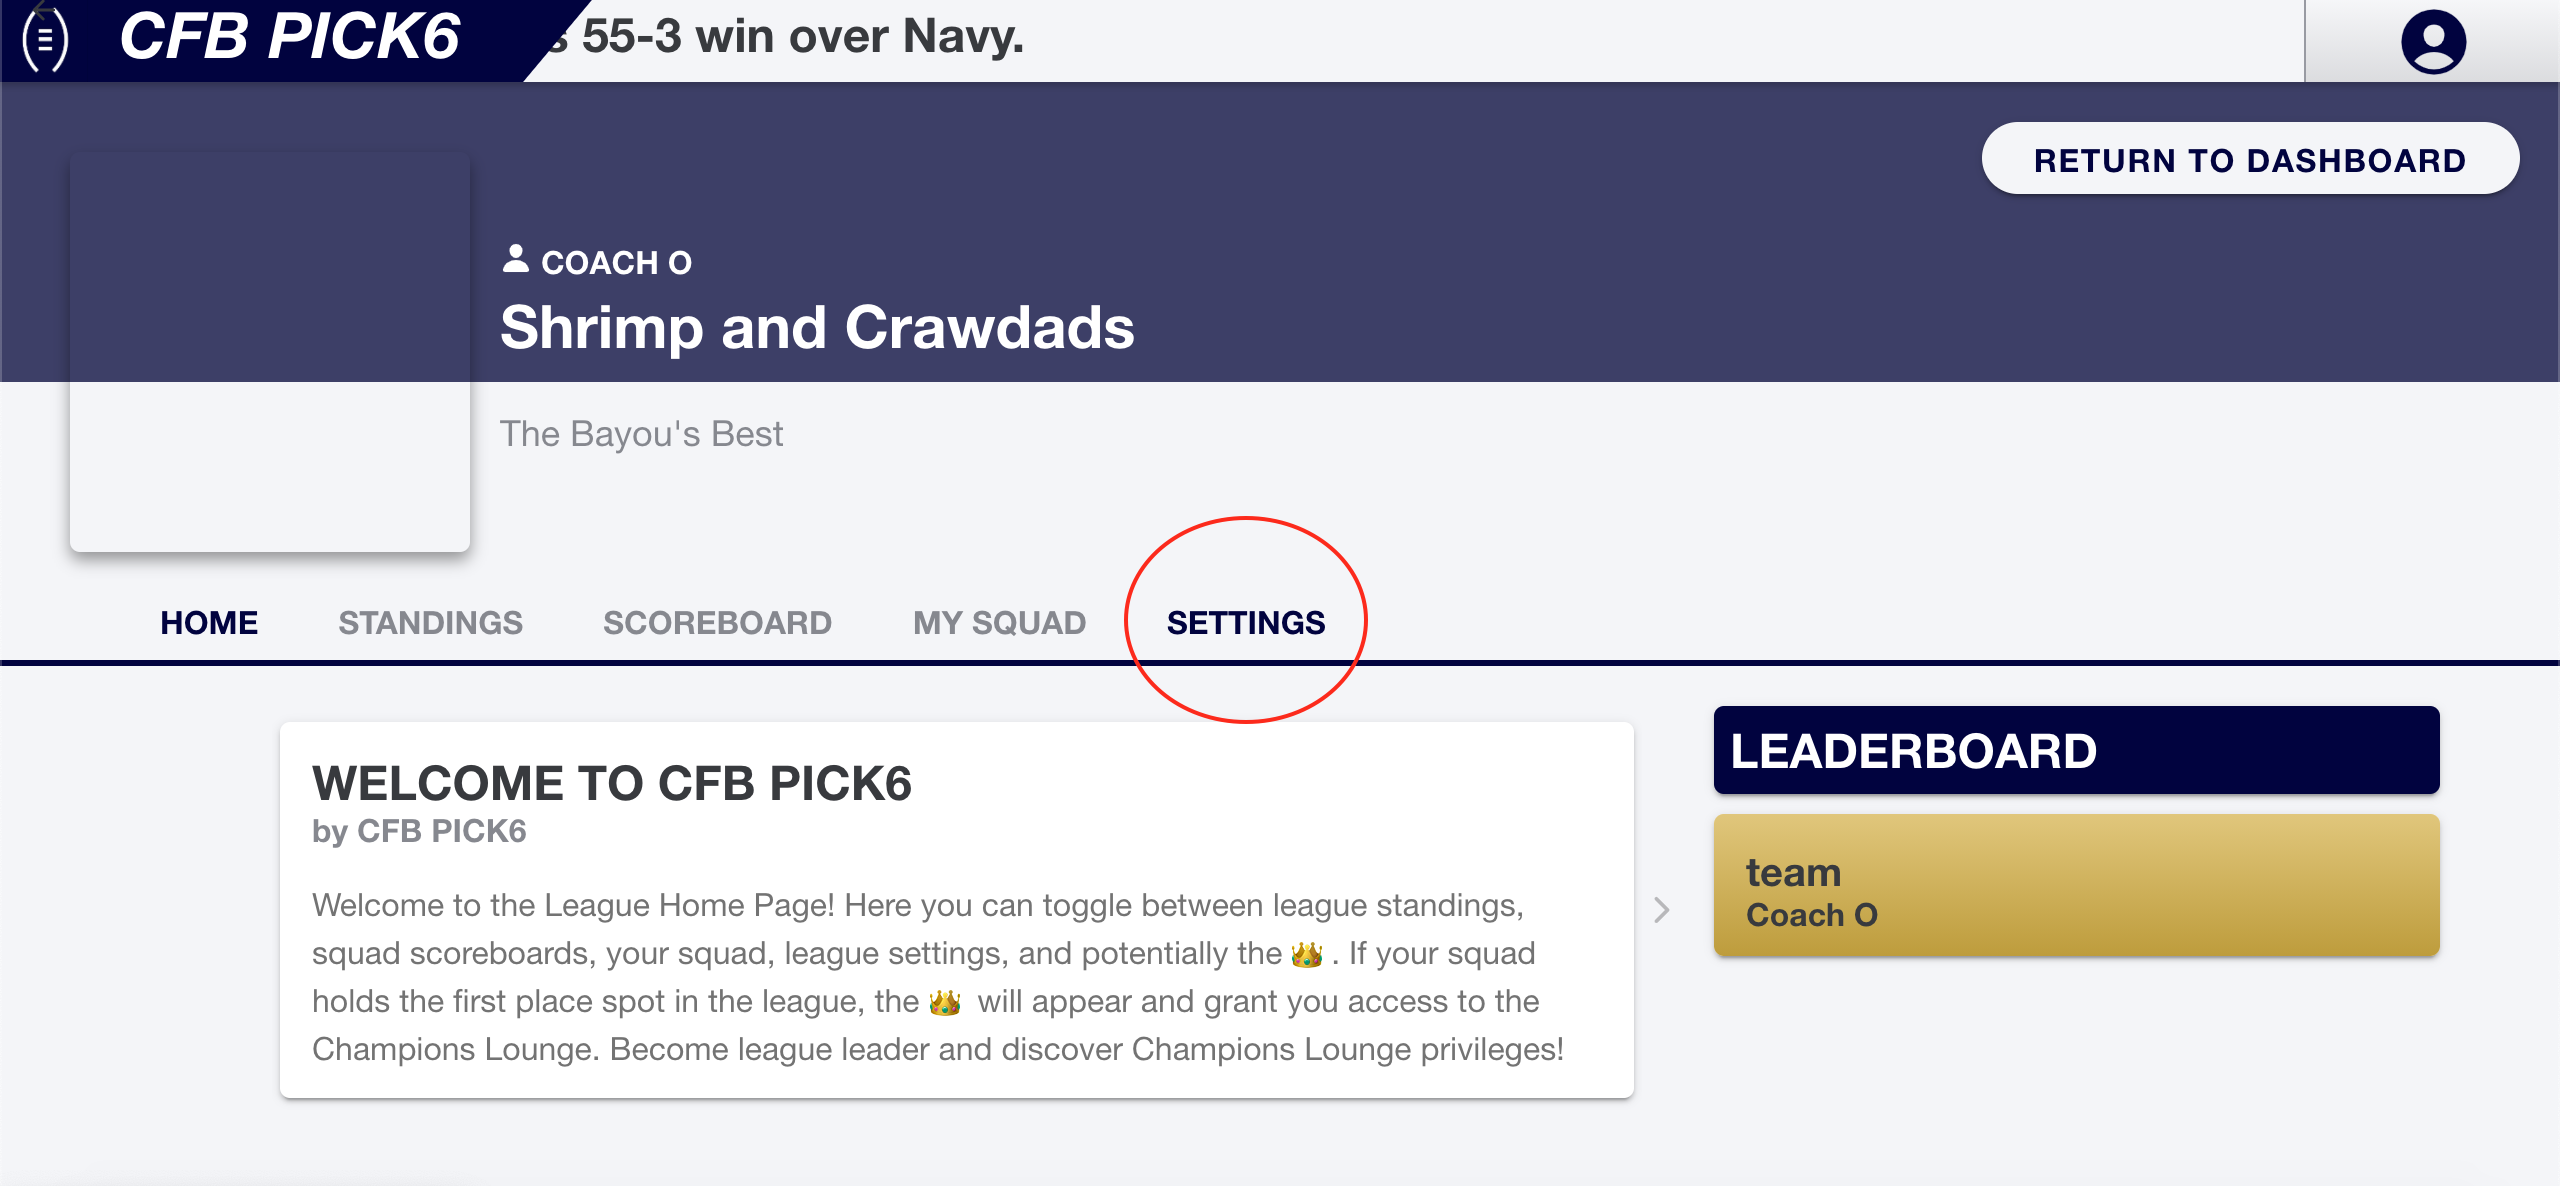 CFB PICK6
55-3 win over Navy.
RETURN TO DASHBOARD
COACH O
Shrimp and Crawdads
The Bayou's Best
HOME STANDINGS SCOREBOARD MY SQUAD SETTINGS
WELCOME TO CFB PICK6
by CFB PICK6
Welcome to the League Home Page! Here you can toggle between league standings,
squad scoreboards, your squad, league settings, and potentially the 👑 . If your squad
holds the first place spot in the league, the 👑 will appear and grant you access to the
Champions Lounge. Become league leader and discover Champions Lounge privileges!
LEADERBOARD
team
Coach O